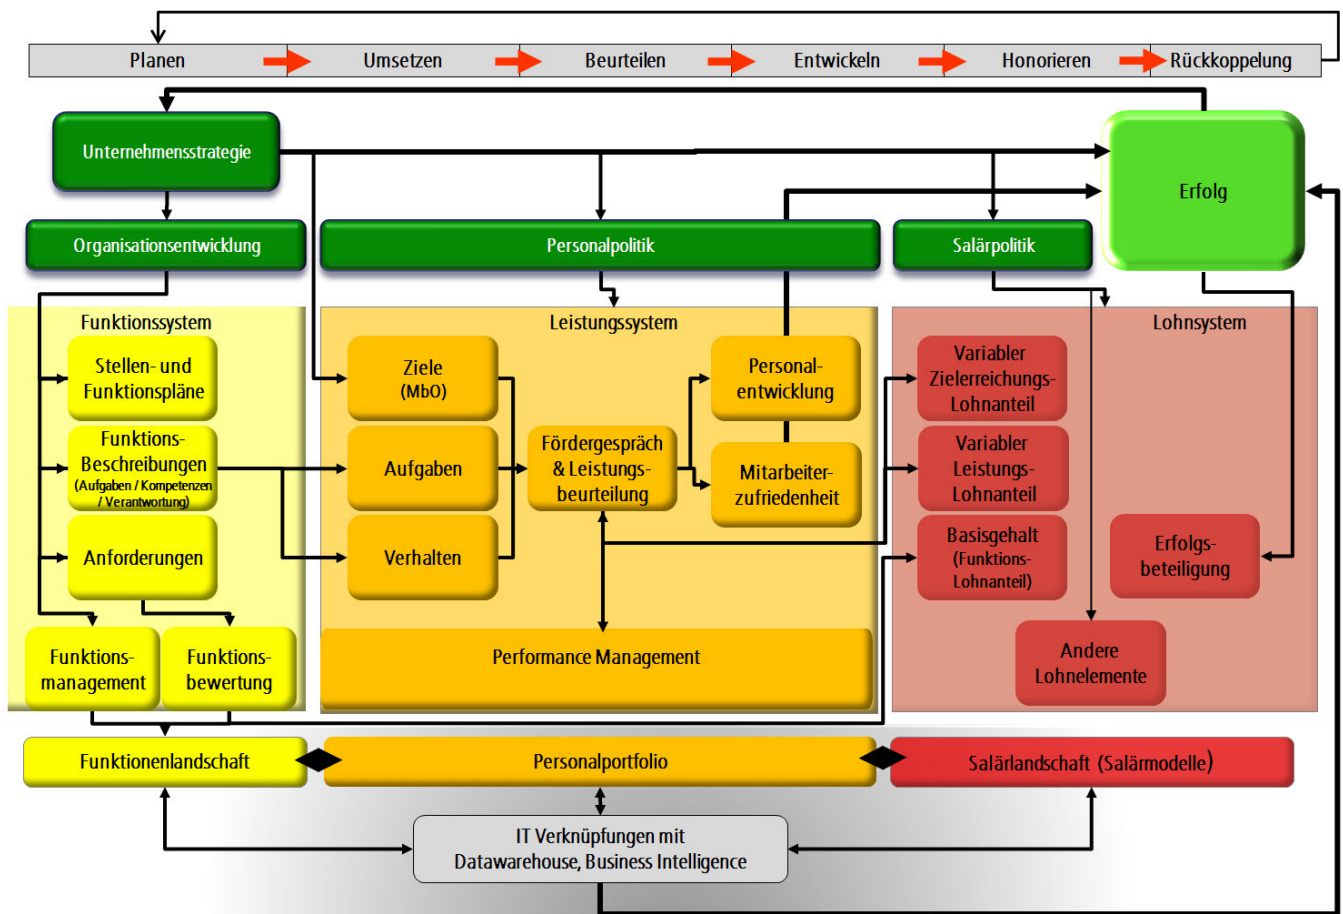 Planen
Umsetzen
Beurteilen
Entwickeln
Honorieren
Rückkoppelung
Unternehmensstrategie
Erfolg
Organisationsentwicklung
Personalpolitik
Salärpolitik
Funktionssystem
Stellen- und
Funktionspläne
Funktions-
Beschreibungen
(Aufgaben / Kompetenzen
/ Verantwortung)
Anforderungen
Funktions-
management
Funktions-
bewertung
Leistungssystem
Ziele
(MbO)
Aufgaben
Verhalten
Fördergespräch
& Leistungs-
beurteilung
Personal-
entwicklung
Mitarbeiter-
zufriedenheit
Performance Management
Lohnsystem
Variabler
Zielerreichungs-
Lohnanteil
Variabler
Leistungs-
Lohnanteil
Basisgehalt
(Funktions-
Lohnanteil)
Erfolgs-
beteiligung
Andere
Lohnelemente
Funktionenlandschaft
Personalportfolio
Salärlandschaft (Salärmodelle)
IT Verknüpfungen mit
Datawarehouse, Business Intelligence